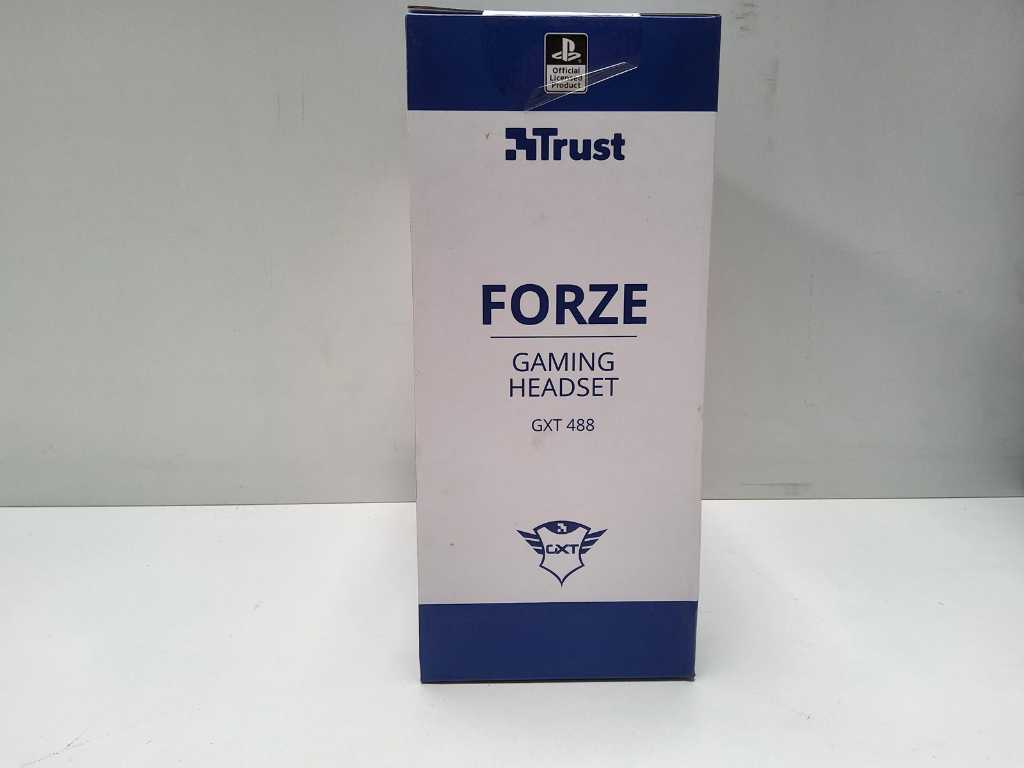 Official
Licensed
Product
Trust
FORZE
GAMING
HEADSET
GXT 488
GXT